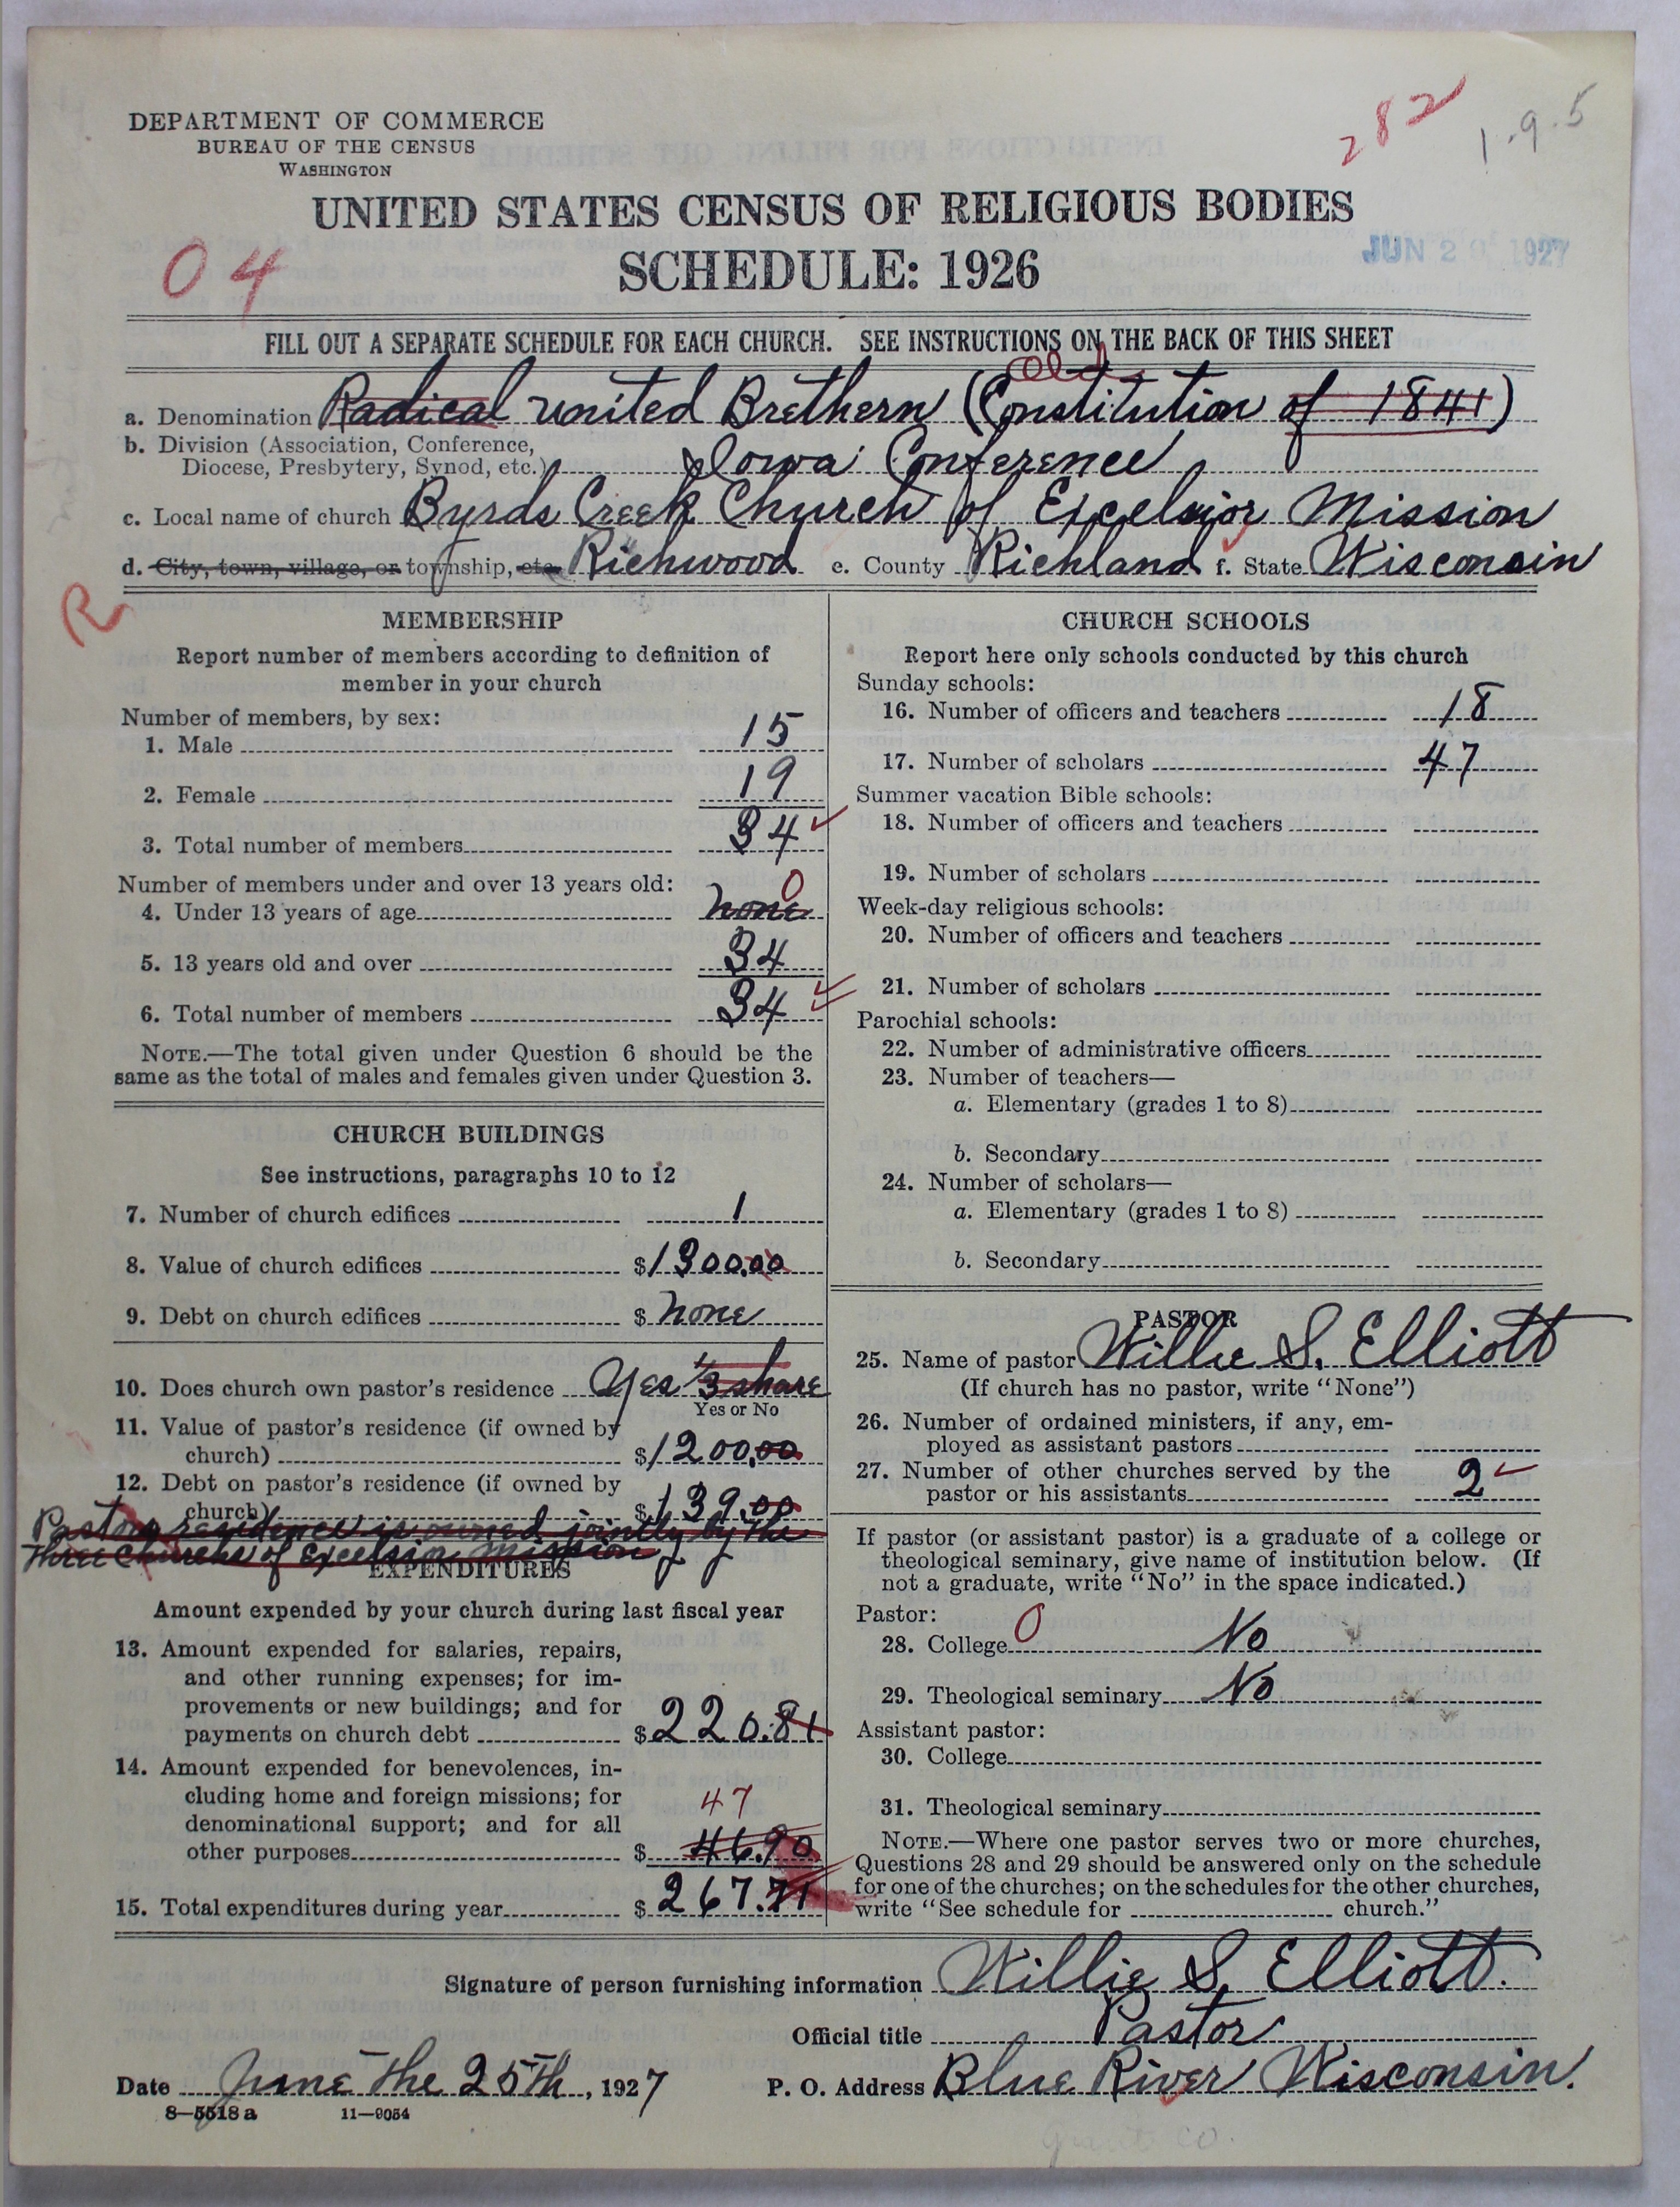 282
1-9-5
DEPARTMENT OF COMMERCE
BUREAU OF THE CENSUS
WASHINGTON
UNITED STATES CENSUS OF RELIGIOUS BODIES
04
SCHEDULE: 1926
JUN 29 1927
FILL OUT A SEPARATE SCHEDULE FOR EACH CHURCH. SEE INSTRUCTIONS ON THE BACK OF THIS SHEET
Old
a. Denomination Radical united Brethern (Constitution of 1841)
b. Division (Association, Conference,
Diocese, Presbytery, Synod, etc.) Iowa Conference
c. Local name of church Byrds Creek Church of Excelsior Mission
d. City, town, village, or township, etc. Richwood e. County Richland f. State Wisconsin
R
MEMBERSHIP
Report number of members according to definition of
member in your church
Number of members, by sex:
1. Male 15
2. Female 19
3. Total number of members 34
Number of members under and over 13 years old:
0
4. Under 13 years of age none
5. 13 years old and over 34
6. Total number of members 34
NOTE.—The total given under Question 6 should be the
same as the total of males and females given under Question 3.
CHURCH BUILDINGS
See instructions, paragraphs 10 to 12
7. Number of church edifices 1
8. Value of church edifices $1300.00
9. Debt on church edifices $ none
10. Does church own pastor's residence Yes 1/3 share
Yes or No
11. Value of pastor's residence (if owned by
church) $1200.00
12. Debt on pastor's residence (if owned by
church) $139.00
Pastors residence is owned jointly by the
three churchs of Excelsior mission
EXPENDITURES
Amount expended by your church during last fiscal year
13. Amount expended for salaries, repairs,
and other running expenses; for im-
provements or new buildings; and for
payments on church debt $220.81
14. Amount expended for benevolences, in-
cluding home and foreign missions; for
47
denominational support; and for all
other purposes $ 46.90
15. Total expenditures during year $267.71
CHURCH SCHOOLS
Report here only schools conducted by this church
Sunday schools:
16. Number of officers and teachers 18
17. Number of scholars 47
Summer vacation Bible schools:
18. Number of officers and teachers
19. Number of scholars
Week-day religious schools:
20. Number of officers and teachers
21. Number of scholars
Parochial schools:
22. Number of administrative officers
23. Number of teachers—
a. Elementary (grades 1 to 8)
b. Secondary
24. Number of scholars—
a. Elementary (grades 1 to 8)
b. Secondary
PASTOR
25. Name of pastor Willie S. Elliott
(If church has no pastor, write "None")
26. Number of ordained ministers, if any, em-
ployed as assistant pastors
27. Number of other churches served by the
pastor or his assistants 2
If pastor (or assistant pastor) is a graduate of a college or
theological seminary, give name of institution below. (If
not a graduate, write "No" in the space indicated.)
Pastor:
28. College 0 No
29. Theological seminary No
Assistant pastor:
30. College
31. Theological seminary
NOTE.—Where one pastor serves two or more churches,
Questions 28 and 29 should be answered only on the schedule
for one of the churches; on the schedules for the other churches,
write "See schedule for church."
Signature of person furnishing information Willie S. Elliott.
Official title Pastor
Date June the 25th, 1927 P. O. Address Blue River Wisconsin.
8—5518 a 11—9054
Grant Co.